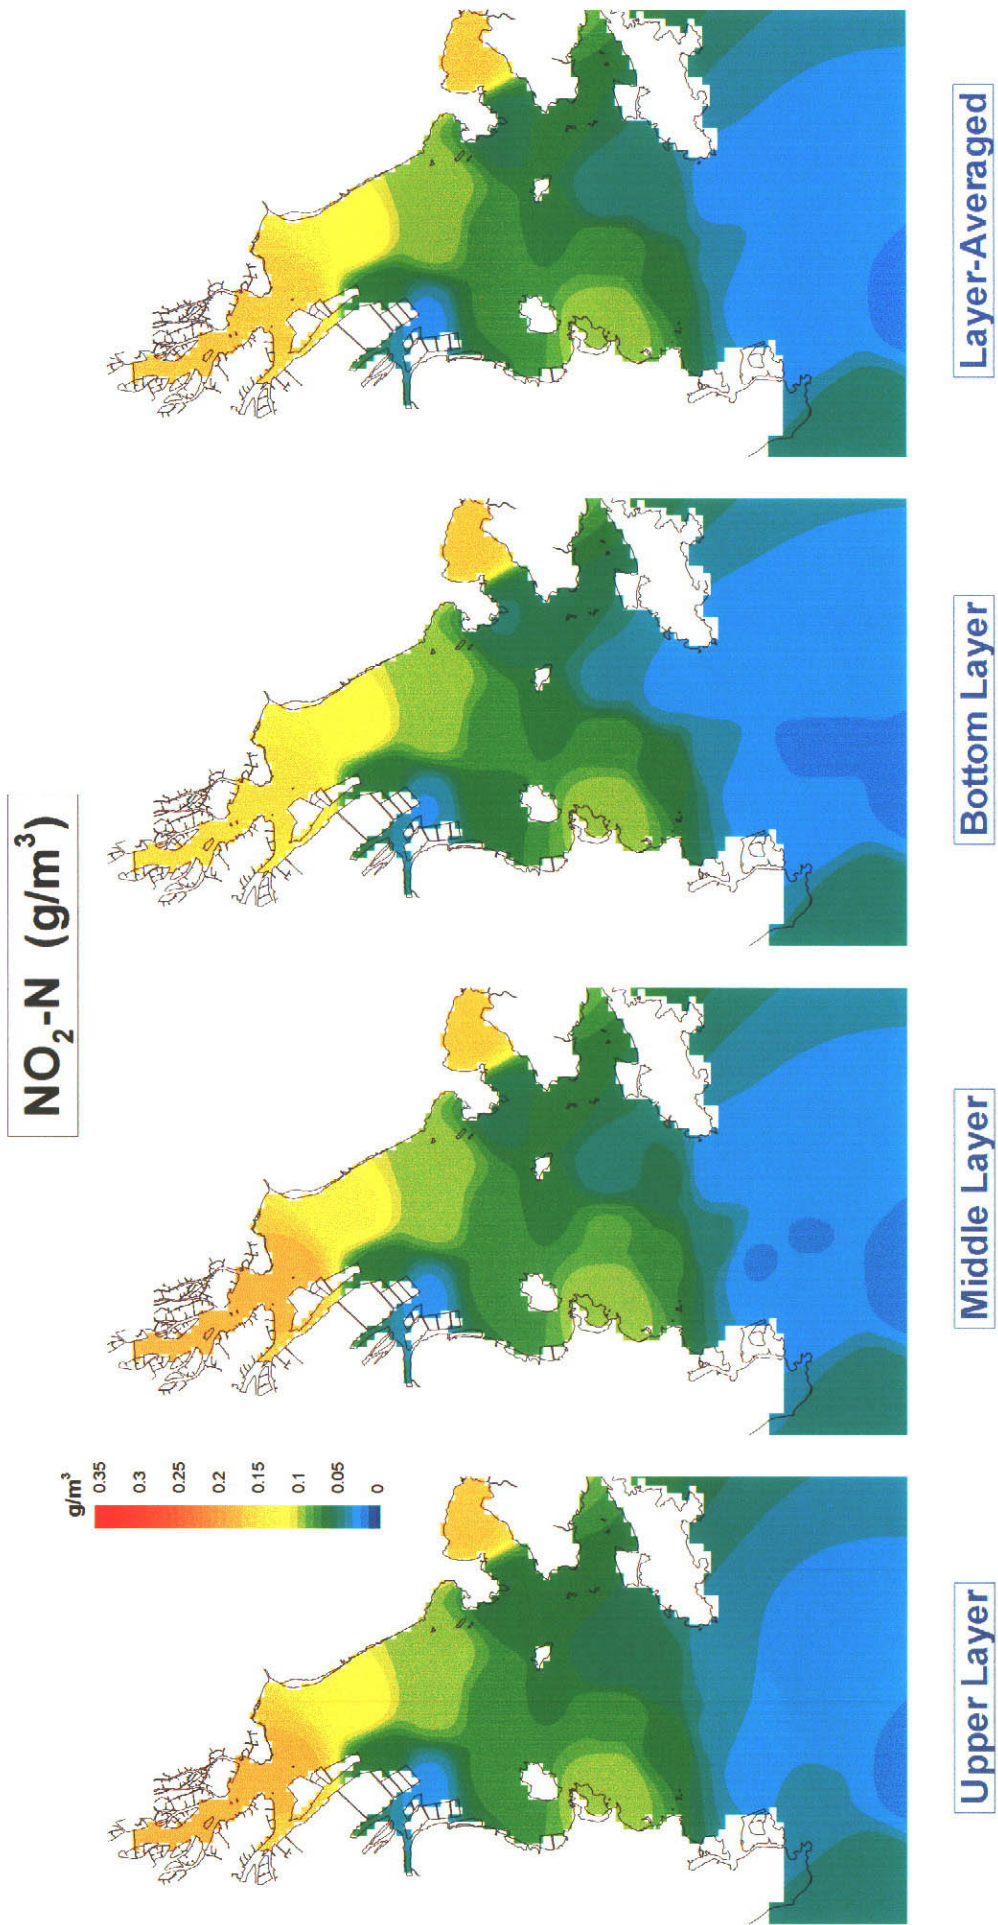 NO₂-N (g/m³)
g/m³
0.35
0.3
0.25
0.2
0.15
0.1
0.05
0
Upper Layer
Middle Layer
Bottom Layer
Layer-Averaged